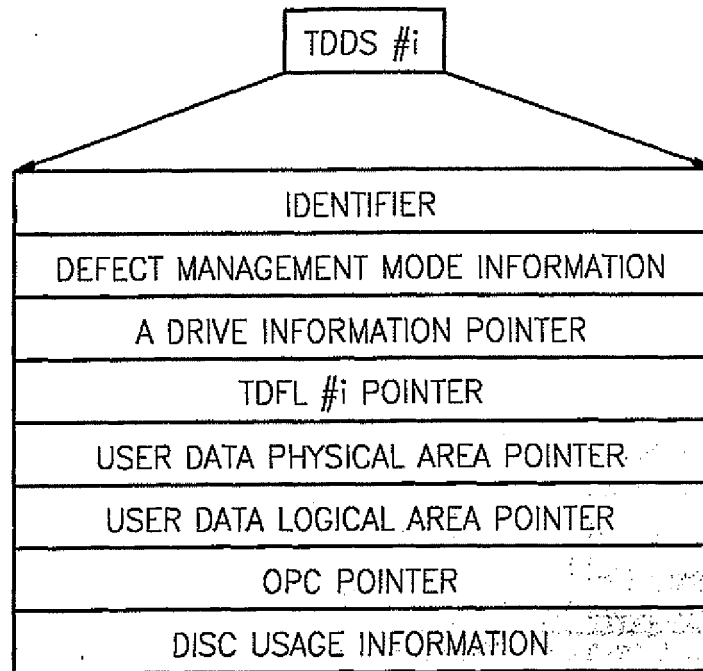 TDDS #i
IDENTIFIER
DEFECT MANAGEMENT MODE INFORMATION
A DRIVE INFORMATION POINTER
TDFL #i POINTER
USER DATA PHYSICAL AREA POINTER
USER DATA LOGICAL AREA POINTER
OPC POINTER
DISC USAGE INFORMATION